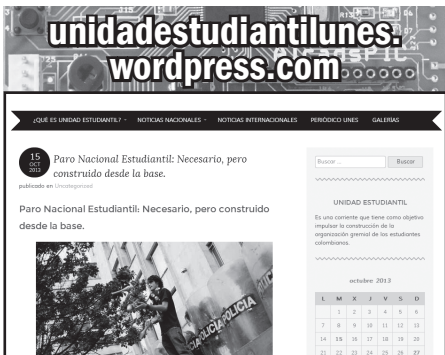 unidadestudiantilunes.
wordpress.com
¿QUÉ ES UNIDAD ESTUDIANTIL? NOTICIAS NACIONALES NOTICIAS INTERNACIONALES PERIÓDICO UNES GALERÍAS
15
OCT
2013
Paro Nacional Estudiantil: Necesario, pero
construido desde la base.
publicado en Uncategorized
Paro Nacional Estudiantil: Necesario, pero construido
desde la base.
POLICIA
POLICIA
Buscar ... Buscar
UNIDAD ESTUDIANTIL
Es una corriente que tiene como objetivo
impulsar la construcción de la
organización gremial de los estudiantes
colombianos.
octubre 2013
L M X J V S D
1 2 3 4 5 6
7 8 9 10 11 12 13
14 15 16 17 18 19 20
21 22 23 24 25 26 27